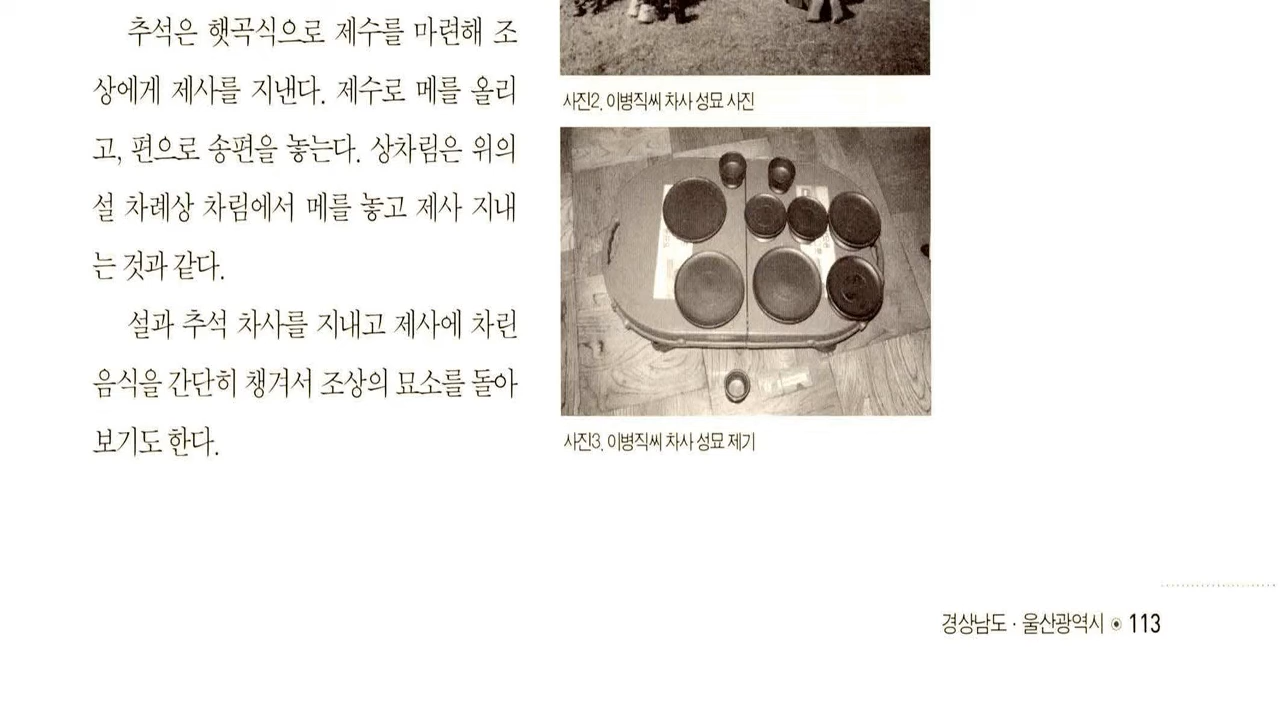 추석은 햇곡식으로 제수를 마련해 조
상에게 제사를 지낸다. 제수로 메를 올리
고, 편으로 송편을 놓는다. 상차림은 위의
설 차례상 차림에서 메를 놓고 제사 지내
는 것과 같다.
설과 추석 차사를 지내고 제사에 차린
음식을 간단히 챙겨서 조상의 묘소를 돌아
보기도 한다.
사진2. 이병직씨 차사 성묘 사진
사진3. 이병직씨 차사 성묘 제기
경상남도 · 울산광역시 ◉ 113